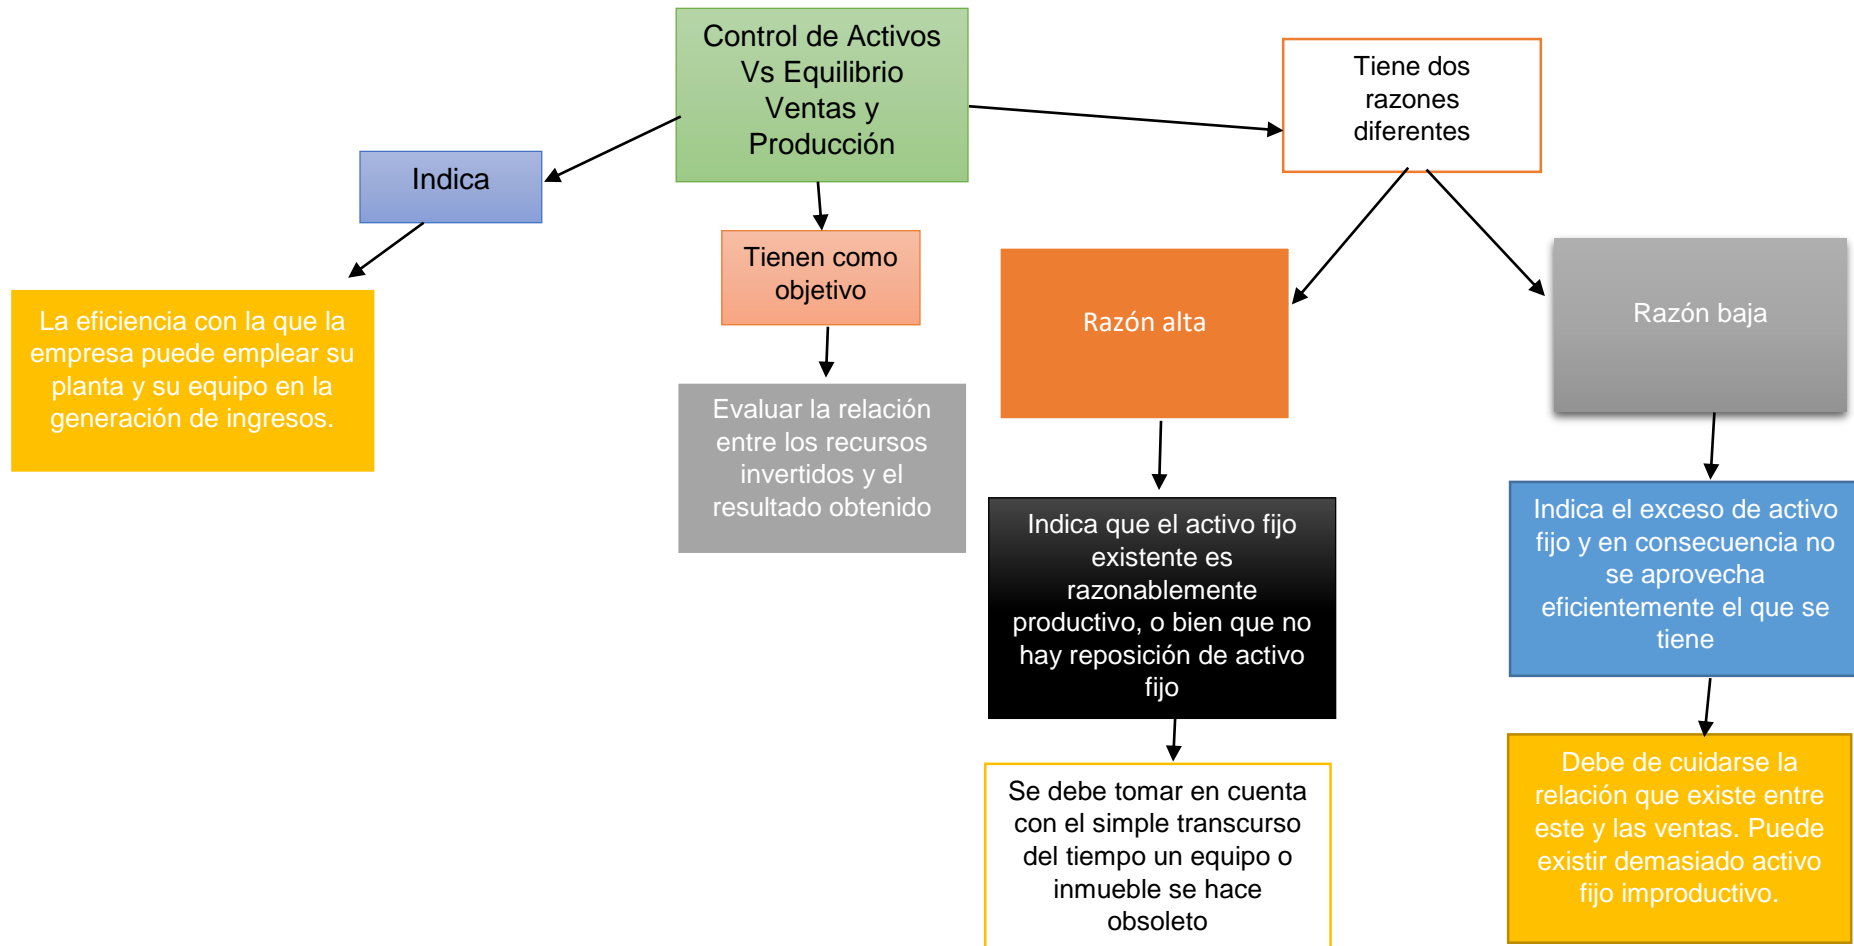 Control de Activos
Vs Equilibrio
Ventas y
Producción
Tiene dos
razones
diferentes
Indica
Tienen como
objetivo
Razón alta
Razón baja
La eficiencia con la que la
empresa puede emplear su
planta y su equipo en la
generación de ingresos.
Evaluar la relación
entre los recursos
invertidos y el
resultado obtenido
Indica que el activo fijo
existente es
razonablemente
productivo, o bien que no
hay reposición de activo
fijo
Indica el exceso de activo
fijo y en consecuencia no
se aprovecha
eficientemente el que se
tiene
Se debe tomar en cuenta
con el simple transcurso
del tiempo un equipo o
inmueble se hace
obsoleto
Debe de cuidarse la
relación que existe entre
este y las ventas. Puede
existir demasiado activo
fijo improductivo.